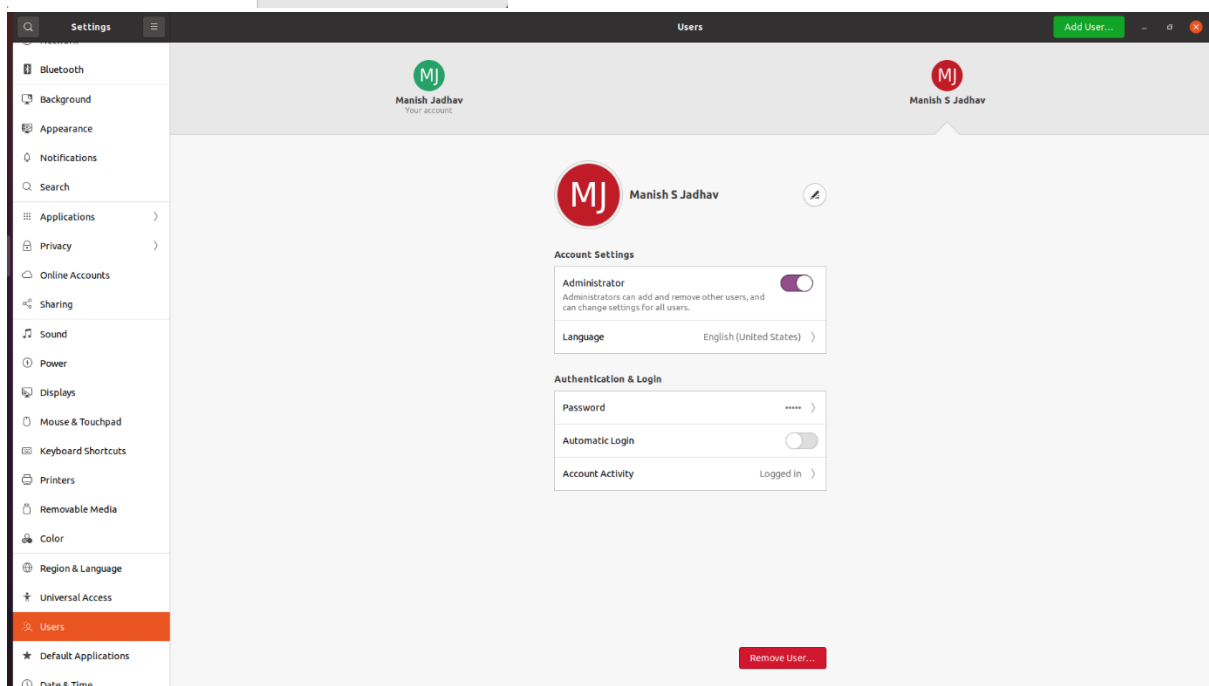 Settings
Users
Add User...
Bluetooth
Background
Appearance
Notifications
Search
Applications
Privacy
Online Accounts
Sharing
Sound
Power
Displays
Mouse & Touchpad
Keyboard Shortcuts
Printers
Removable Media
Color
Region & Language
Universal Access
Users
Default Applications
Date & Time
MJ
Manish Jadhav
Your account
MJ
Manish S Jadhav
MJ
Manish S Jadhav
Account Settings
Administrator
Administrators can add and remove other users, and
can change settings for all users.
Language English (United States)
Authentication & Login
Password •••••
Automatic Login
Account Activity Logged in
Remove User...